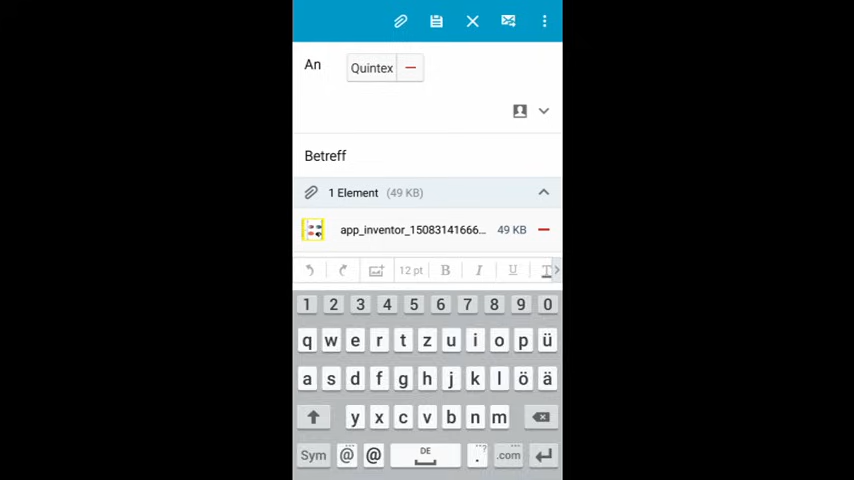 An Quintex
Betreff
1 Element (49 KB)
app_inventor_15083141666... 49 KB
12 pt B I U T
1 2 3 4 5 6 7 8 9 0
q w e r t z u i o p ü
a s d f g h j k l ö ä
y x c v b n m
Sym @ @ DE . .com